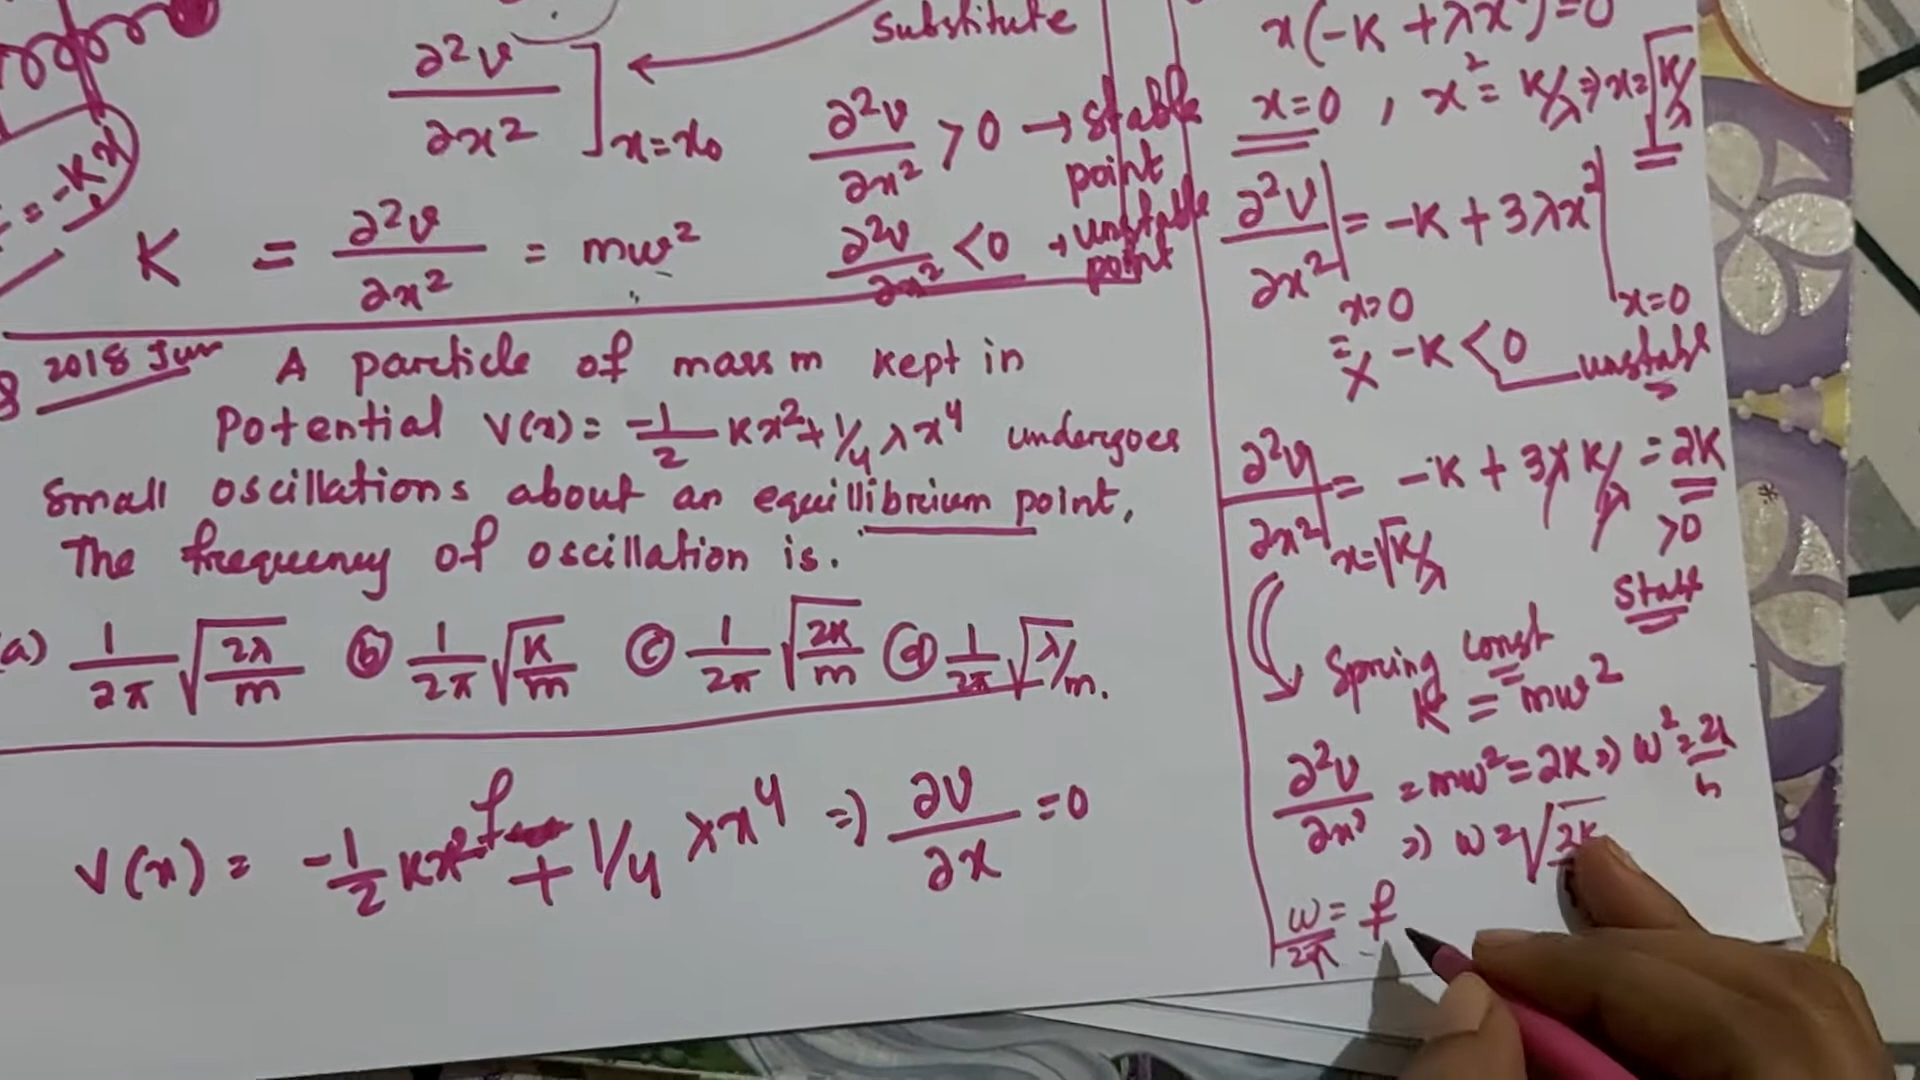 Substitute
∂²v/∂x²]x=x₀
∂²v/∂x² > 0 → stable point
= -Kx
K = ∂²v/∂x² = mω²
∂²v/∂x² < 0 → unstable point
8 2018 Jun A particle of mass m kept in
Potential V(x) = -1/2 Kx² + 1/4 λx⁴ undergoes
Small oscillations about an equillibrium point,
The frequency of oscillation is.
(a) 1/2π √(2λ/m) (b) 1/2π √(K/m) (c) 1/2π √(2K/m) (d) 1/2π √(λ/m).
V(x) = -1/2 Kx² + 1/4 λx⁴ => ∂V/∂x = 0
x(-K + λx²) = 0
x = 0, x² = K/λ => x = √K/λ
∂²V/∂x²|x=0 = -K + 3λx²|x=0
= -K < 0 unstable
∂²V/∂x²|x=√K/λ = -K + 3λ K/λ = 2K
>0
Spring const
K = mω²
∂²V/∂x² = mω² = 2K => ω² =
=> ω = √2K
ω/2π = f